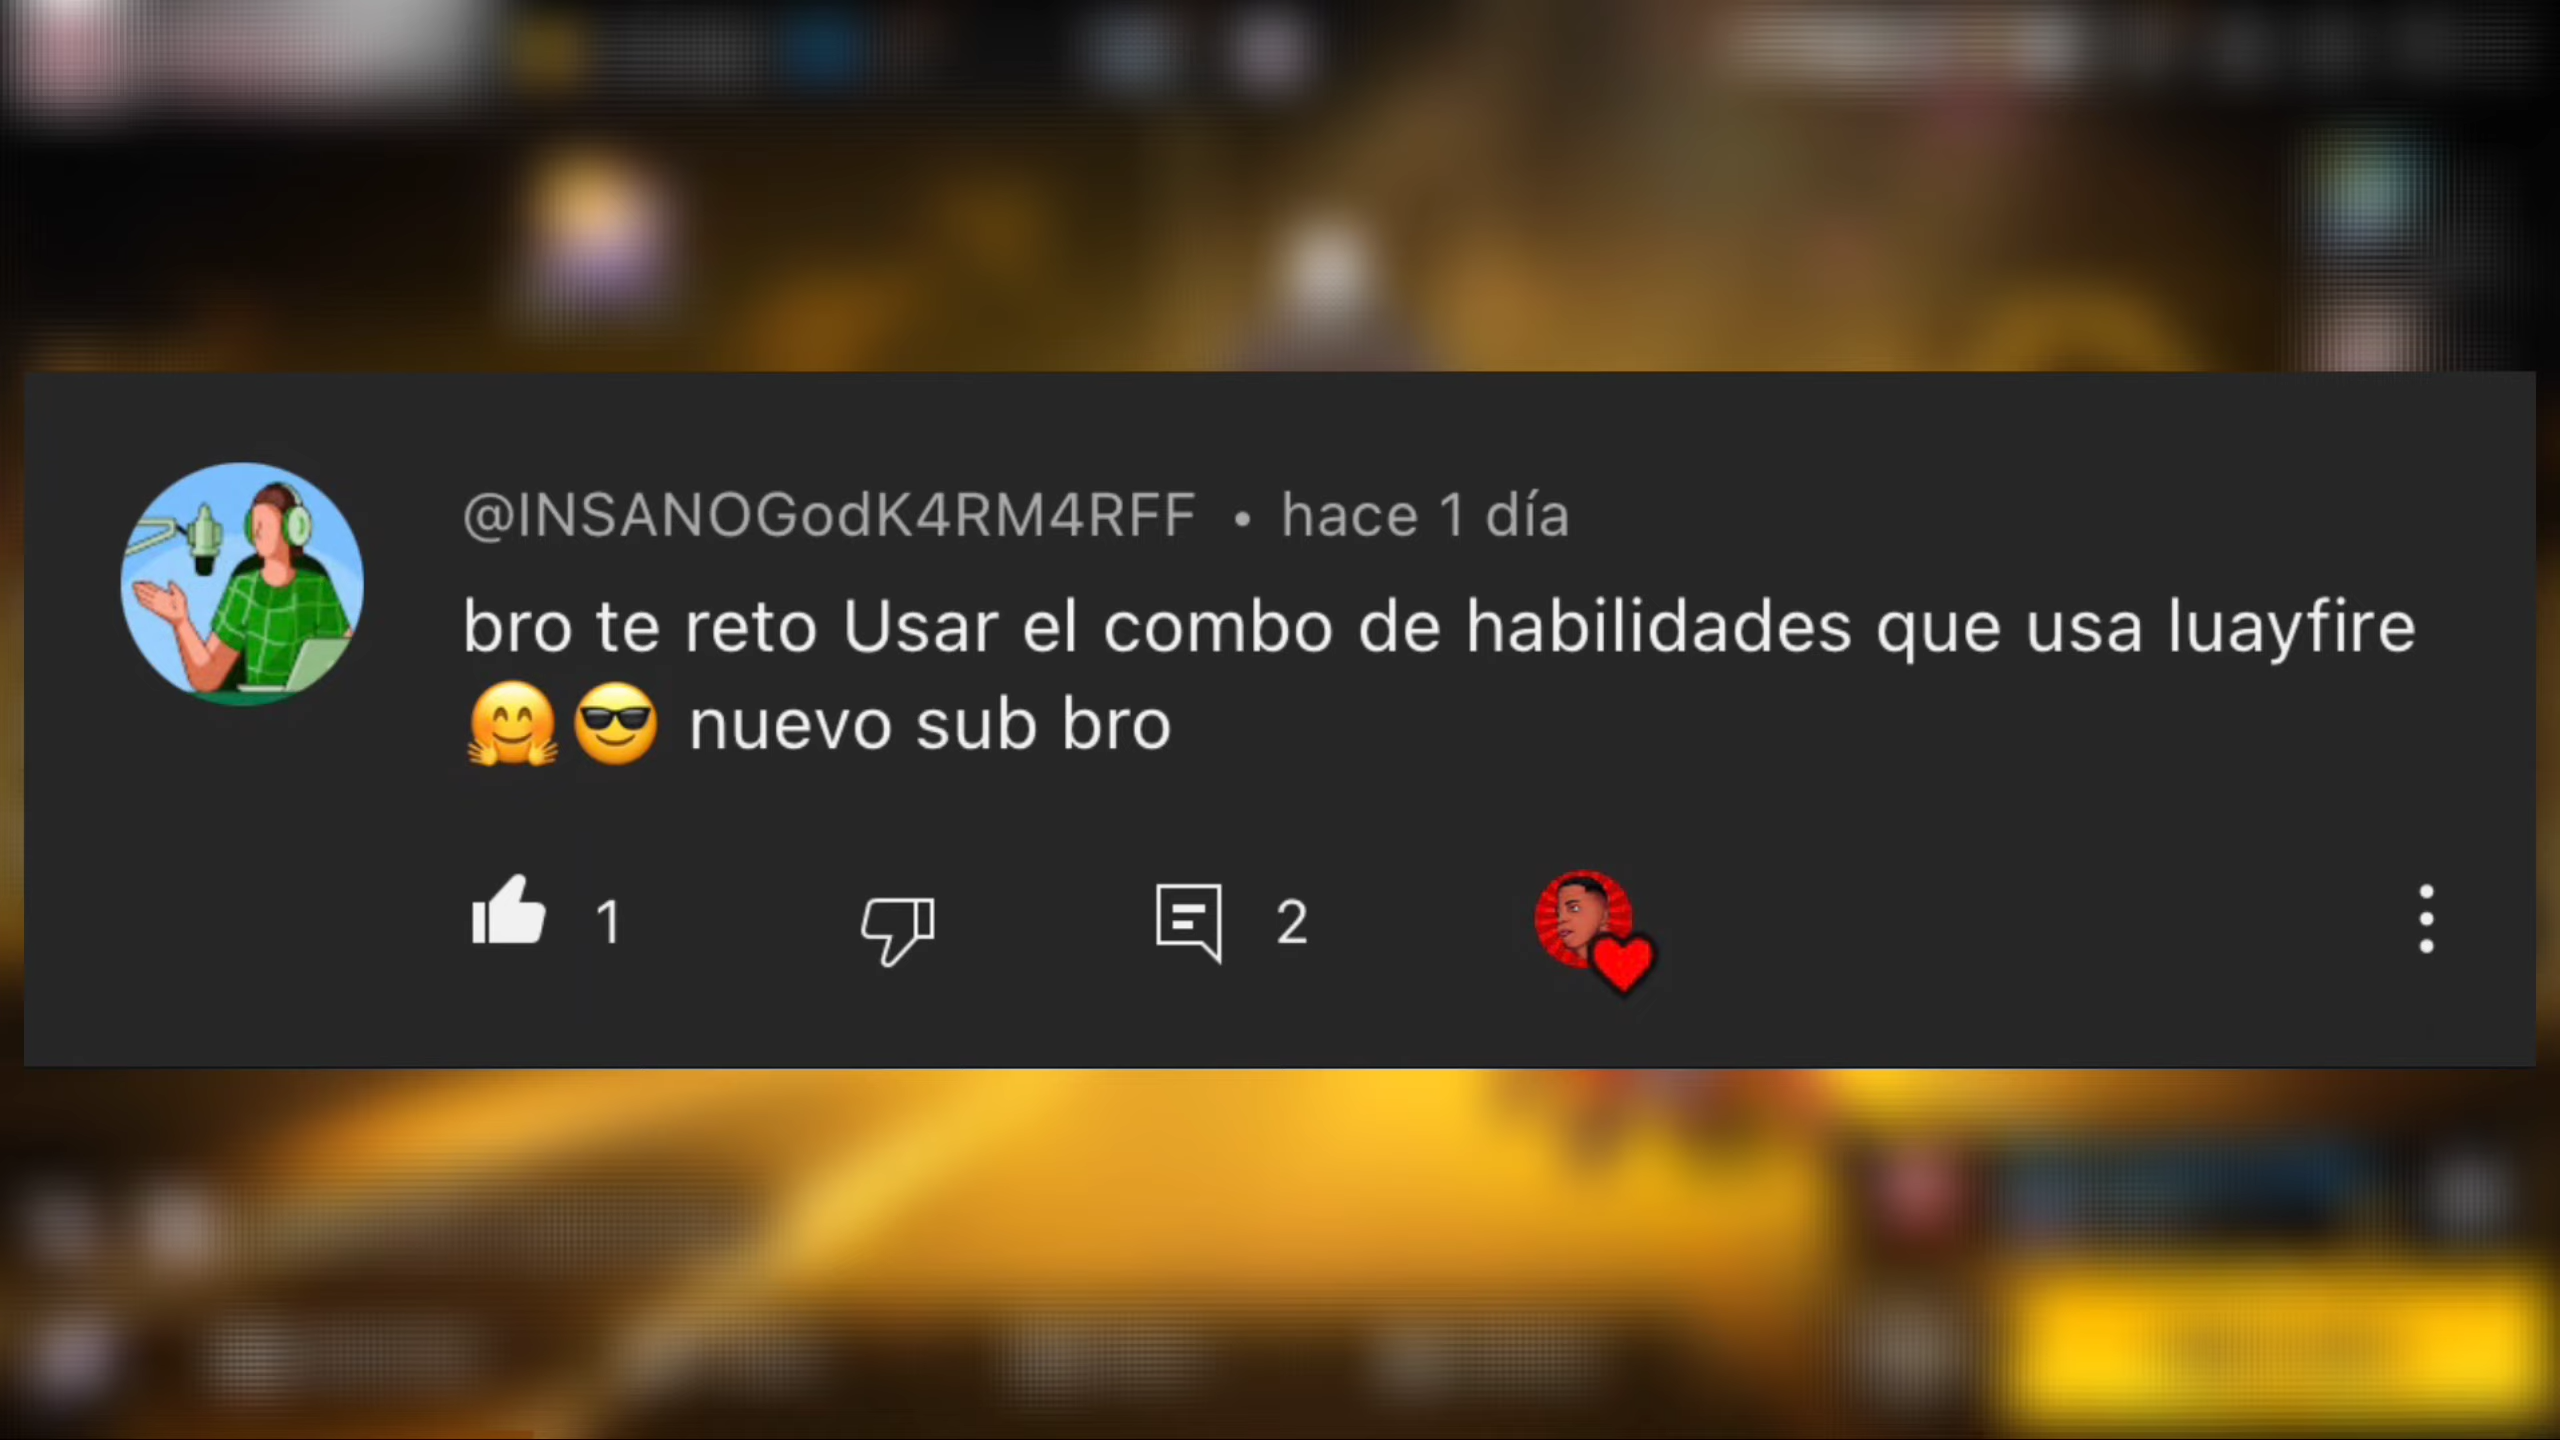 @INSANOGodK4RM4RFF • hace 1 día
bro te reto Usar el combo de habilidades que usa luayfire
🤗😎 nuevo sub bro
1 2